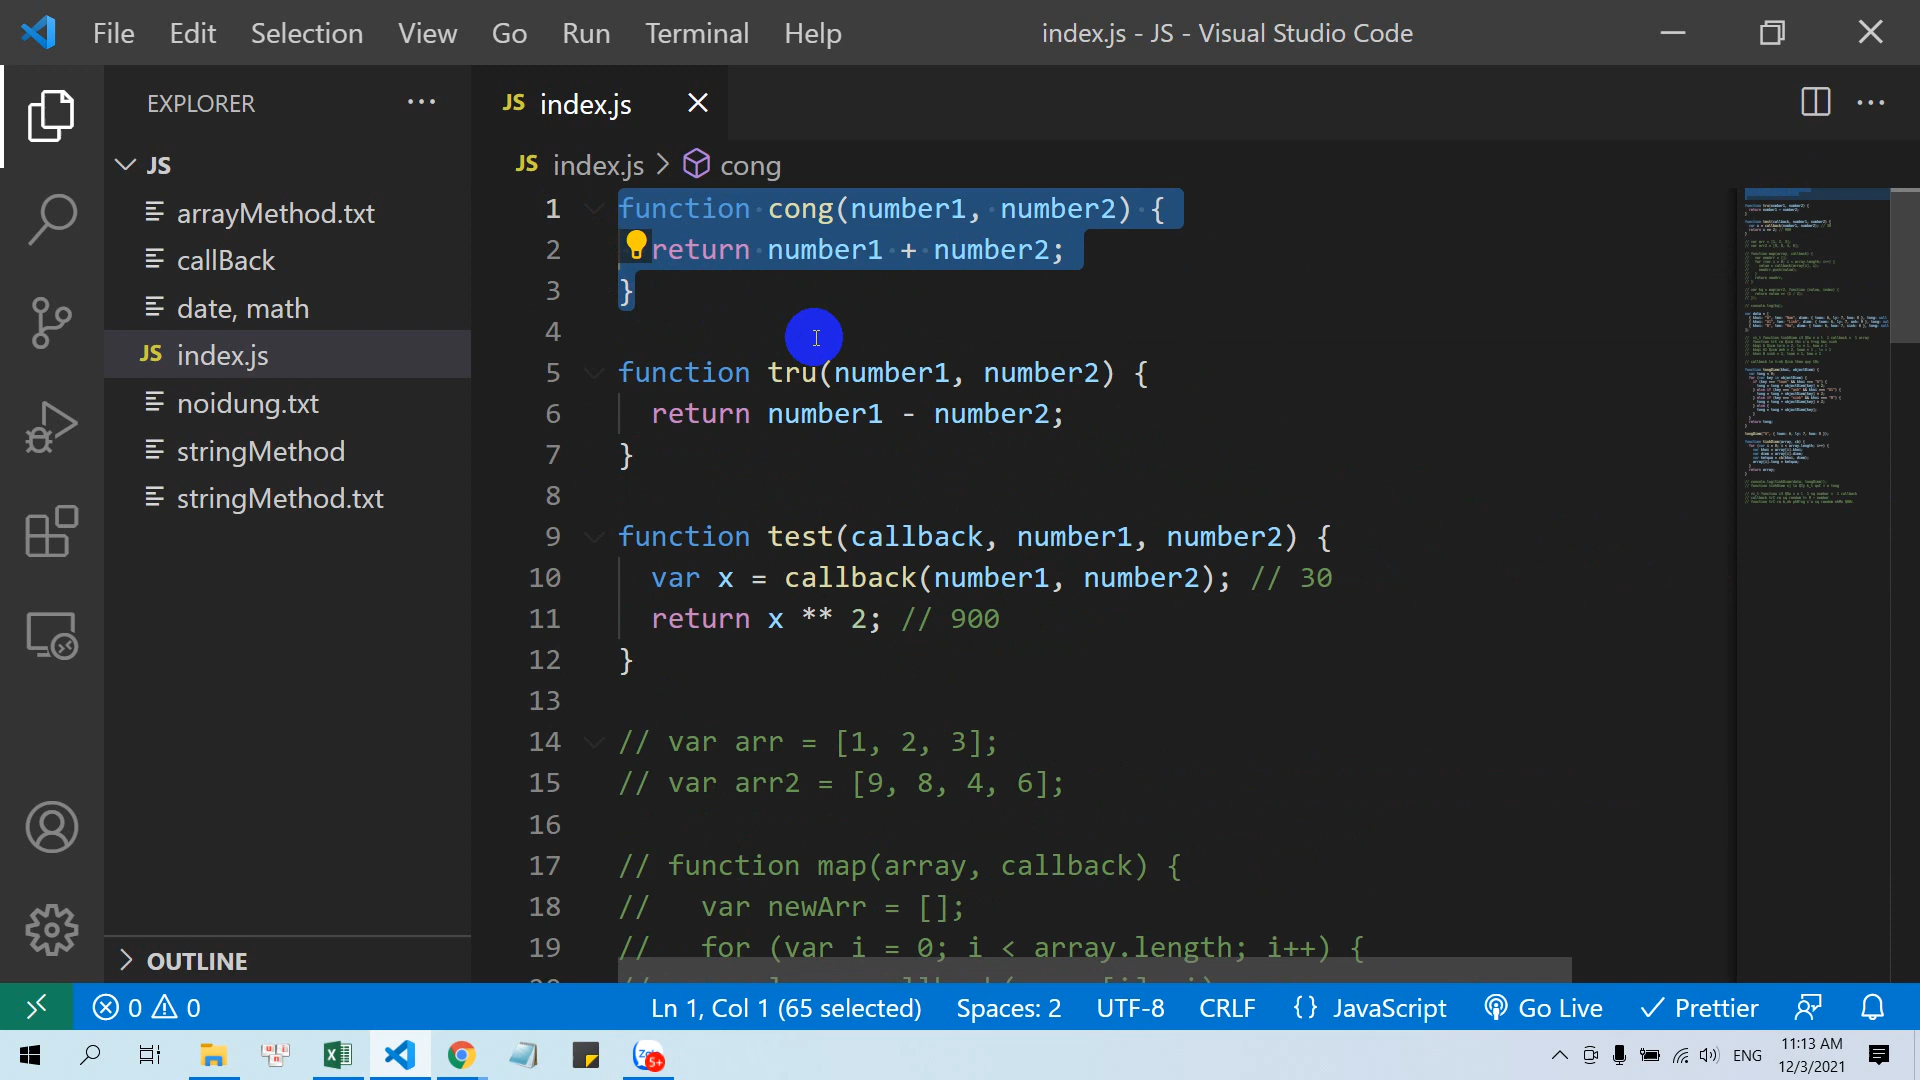 File Edit Selection View Go Run Terminal Help
index.js - JS - Visual Studio Code
EXPLORER
JS index.js
JS
JS index.js > cong
arrayMethod.txt
callBack
date, math
JS index.js
noidung.txt
stringMethod
stringMethod.txt
OUTLINE
1 function cong(number1, number2) {
2 return number1 + number2;
3 }
4
5 function tru(number1, number2) {
6 return number1 - number2;
7 }
8
9 function test(callback, number1, number2) {
10 var x = callback(number1, number2); // 30
11 return x ** 2; // 900
12 }
13
14 // var arr = [1, 2, 3];
15 // var arr2 = [9, 8, 4, 6];
16
17 // function map(array, callback) {
18 // var newArr = [];
19 // for (var i = 0; i < array.length; i++) {
0 0 Ln 1, Col 1 (65 selected) Spaces: 2 UTF-8 CRLF {} JavaScript Go Live Prettier
ENG
11:13 AM
12/3/2021
5+